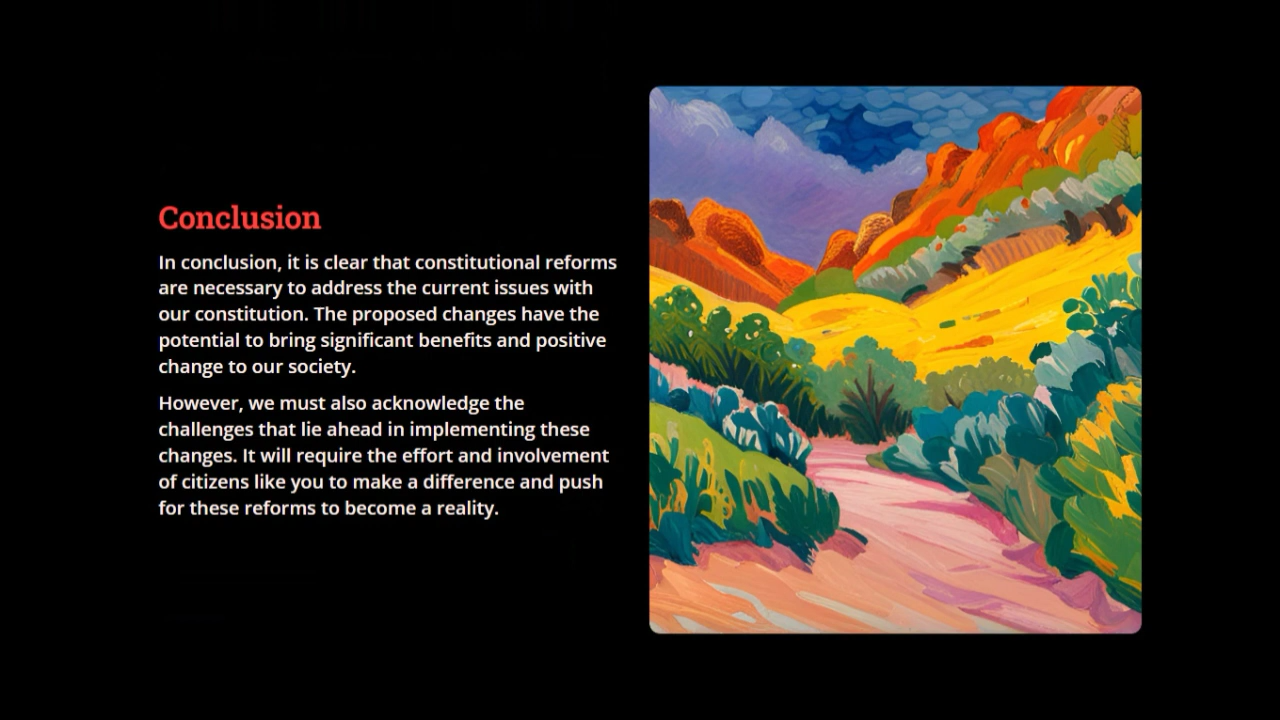 Conclusion
In conclusion, it is clear that constitutional reforms
are necessary to address the current issues with
our constitution. The proposed changes have the
potential to bring significant benefits and positive
change to our society.
However, we must also acknowledge the
challenges that lie ahead in implementing these
changes. It will require the effort and involvement
of citizens like you to make a difference and push
for these reforms to become a reality.